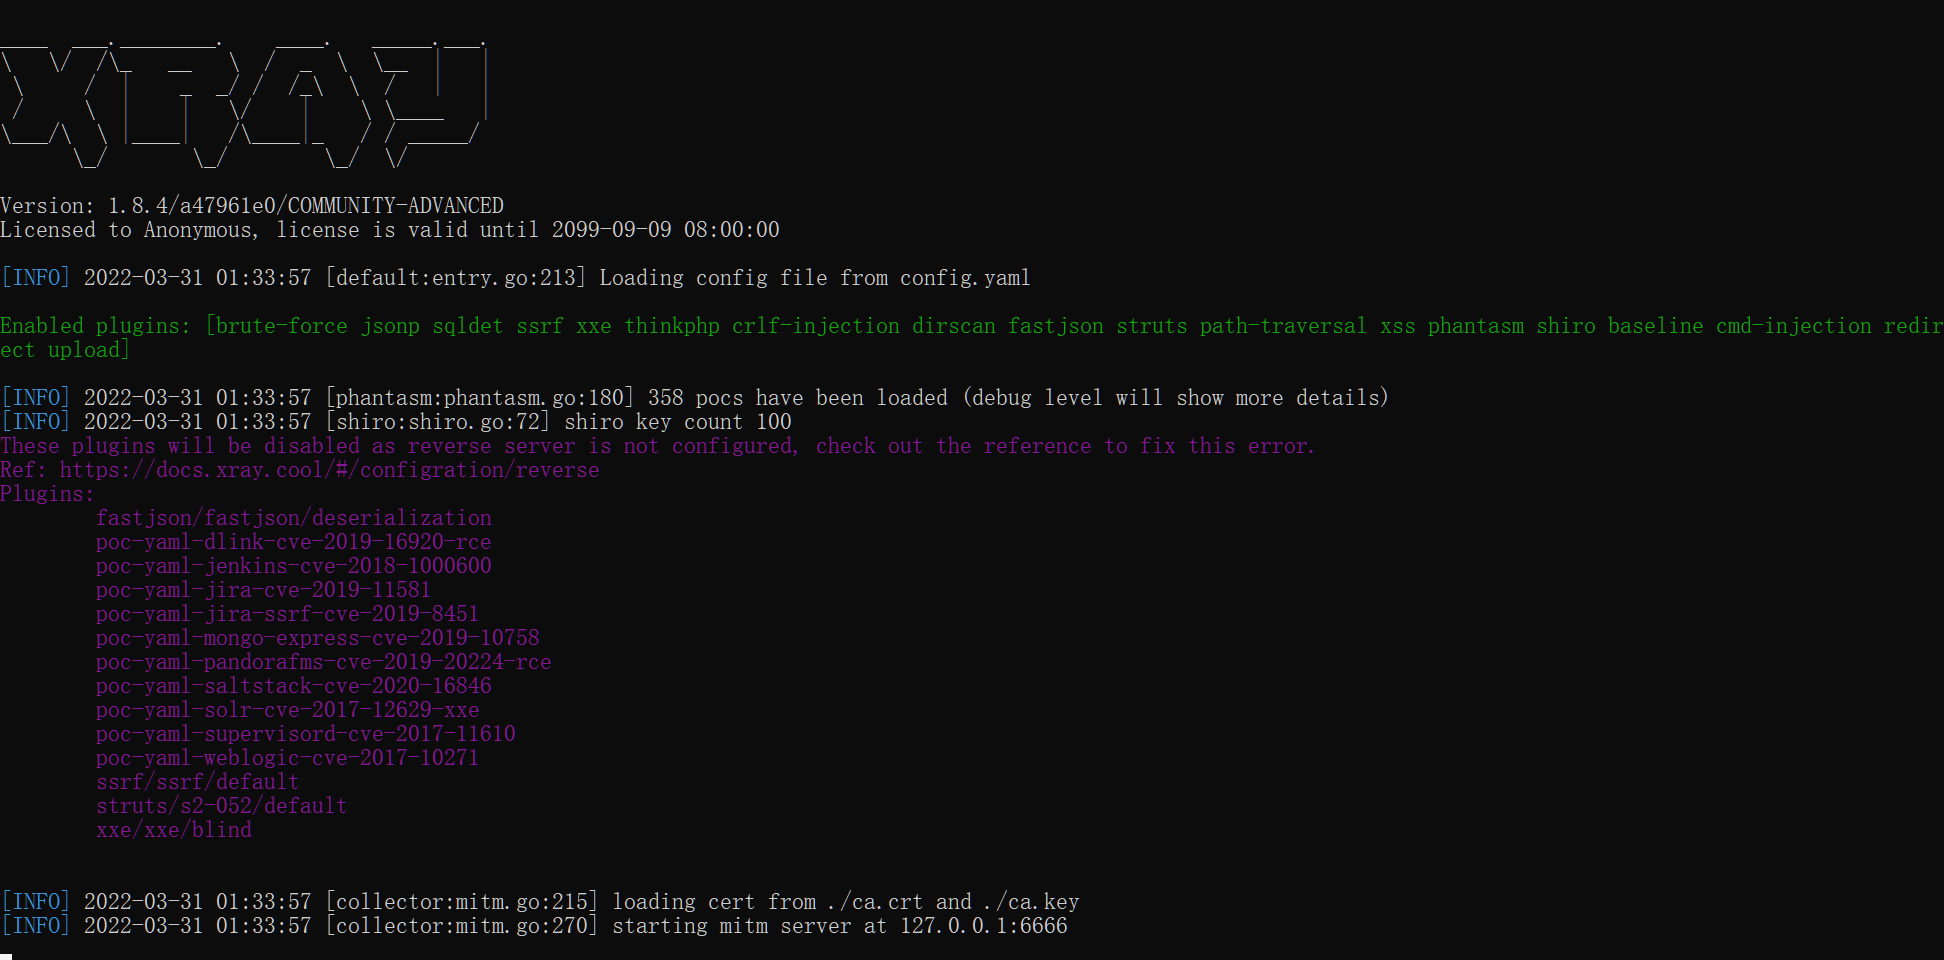 XRAY
Version: 1.8.4/a47961e0/COMMUNITY-ADVANCED
Licensed to Anonymous, license is valid until 2099-09-09 08:00:00
[INFO] 2022-03-31 01:33:57 [default:entry.go:213] Loading config file from config.yaml
Enabled plugins: [brute-force jsonp sqldet ssrf xxe thinkphp crlf-injection dirscan fastjson struts path-traversal xss phantasm shiro baseline cmd-injection redir
ect upload]
[INFO] 2022-03-31 01:33:57 [phantasm:phantasm.go:180] 358 pocs have been loaded (debug level will show more details)
[INFO] 2022-03-31 01:33:57 [shiro:shiro.go:72] shiro key count 100
These plugins will be disabled as reverse server is not configured, check out the reference to fix this error.
Ref: https://docs.xray.cool/#/configration/reverse
Plugins:
fastjson/fastjson/deserialization
poc-yaml-dlink-cve-2019-16920-rce
poc-yaml-jenkins-cve-2018-1000600
poc-yaml-jira-cve-2019-11581
poc-yaml-jira-ssrf-cve-2019-8451
poc-yaml-mongo-express-cve-2019-10758
poc-yaml-pandorafms-cve-2019-20224-rce
poc-yaml-saltstack-cve-2020-16846
poc-yaml-solr-cve-2017-12629-xxe
poc-yaml-supervisord-cve-2017-11610
poc-yaml-weblogic-cve-2017-10271
ssrf/ssrf/default
struts/s2-052/default
xxe/xxe/blind
[INFO] 2022-03-31 01:33:57 [collector:mitm.go:215] loading cert from ./ca.crt and ./ca.key
[INFO] 2022-03-31 01:33:57 [collector:mitm.go:270] starting mitm server at 127.0.0.1:6666